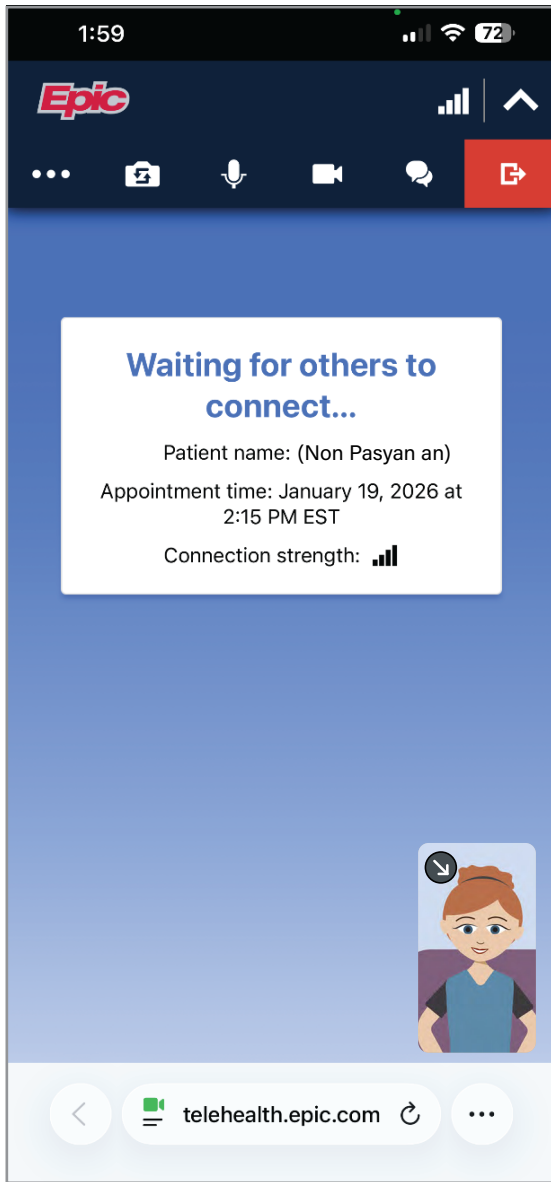 1:59
72
Epic
Waiting for others to
connect...
Patient name: (Non Pasyan an)
Appointment time: January 19, 2026 at
2:15 PM EST
Connection strength:
telehealth.epic.com